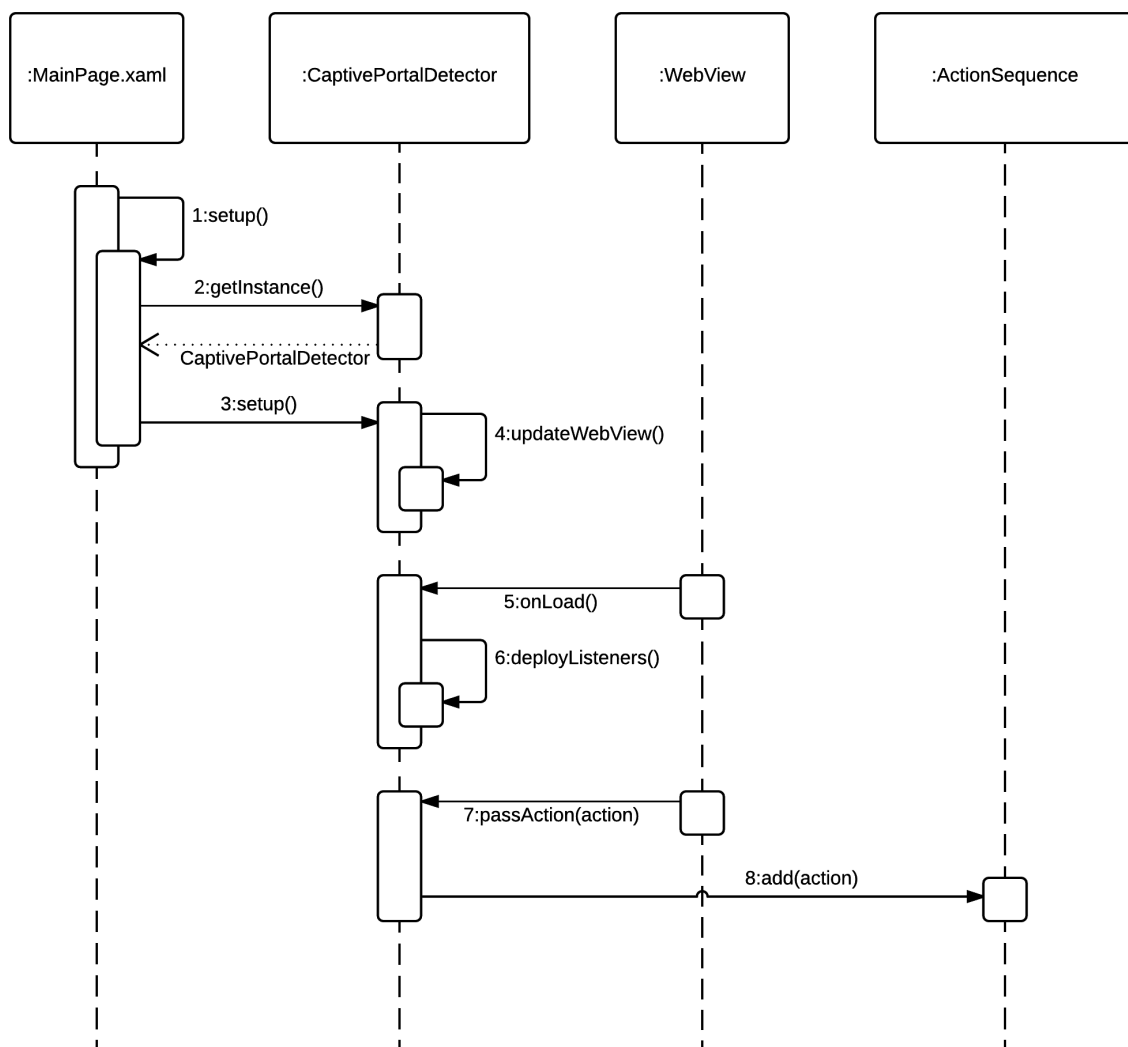 :MainPage.xaml
:CaptivePortalDetector
:WebView
:ActionSequence
1:setup()
2:getInstance()
CaptivePortalDetector
3:setup()
4:updateWebView()
5:onLoad()
6:deployListeners()
7:passAction(action)
8:add(action)